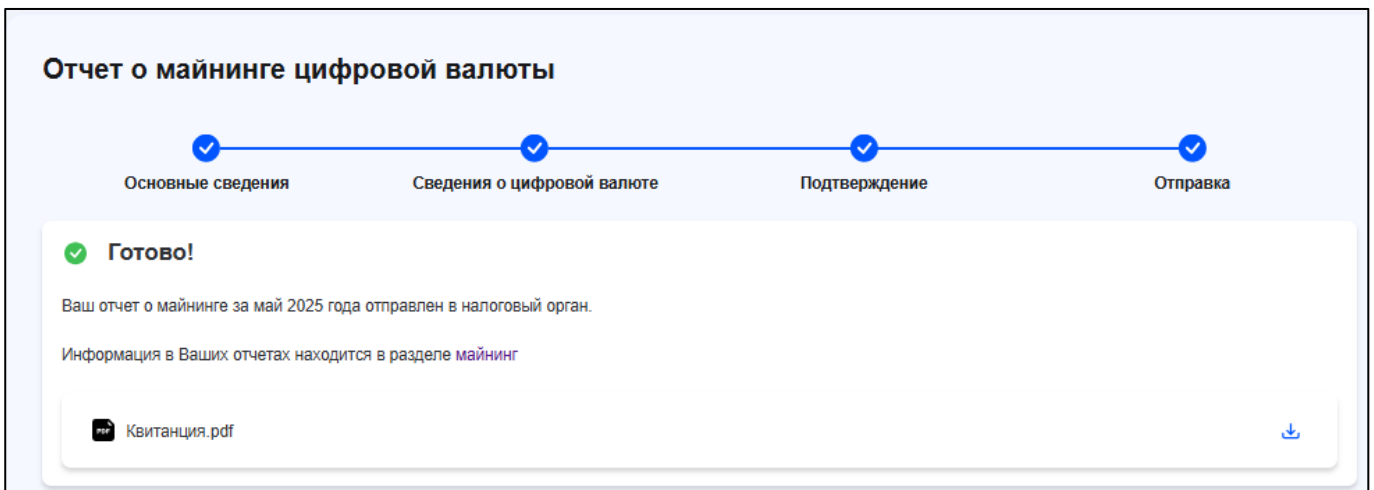 Отчет о майнинге цифровой валюты
Основные сведения
Сведения о цифровой валюте
Подтверждение
Отправка
Готово!
Ваш отчет о майнинге за май 2025 года отправлен в налоговый орган.
Информация в Ваших отчетах находится в разделе майнинг
PDF
Квитанция.pdf